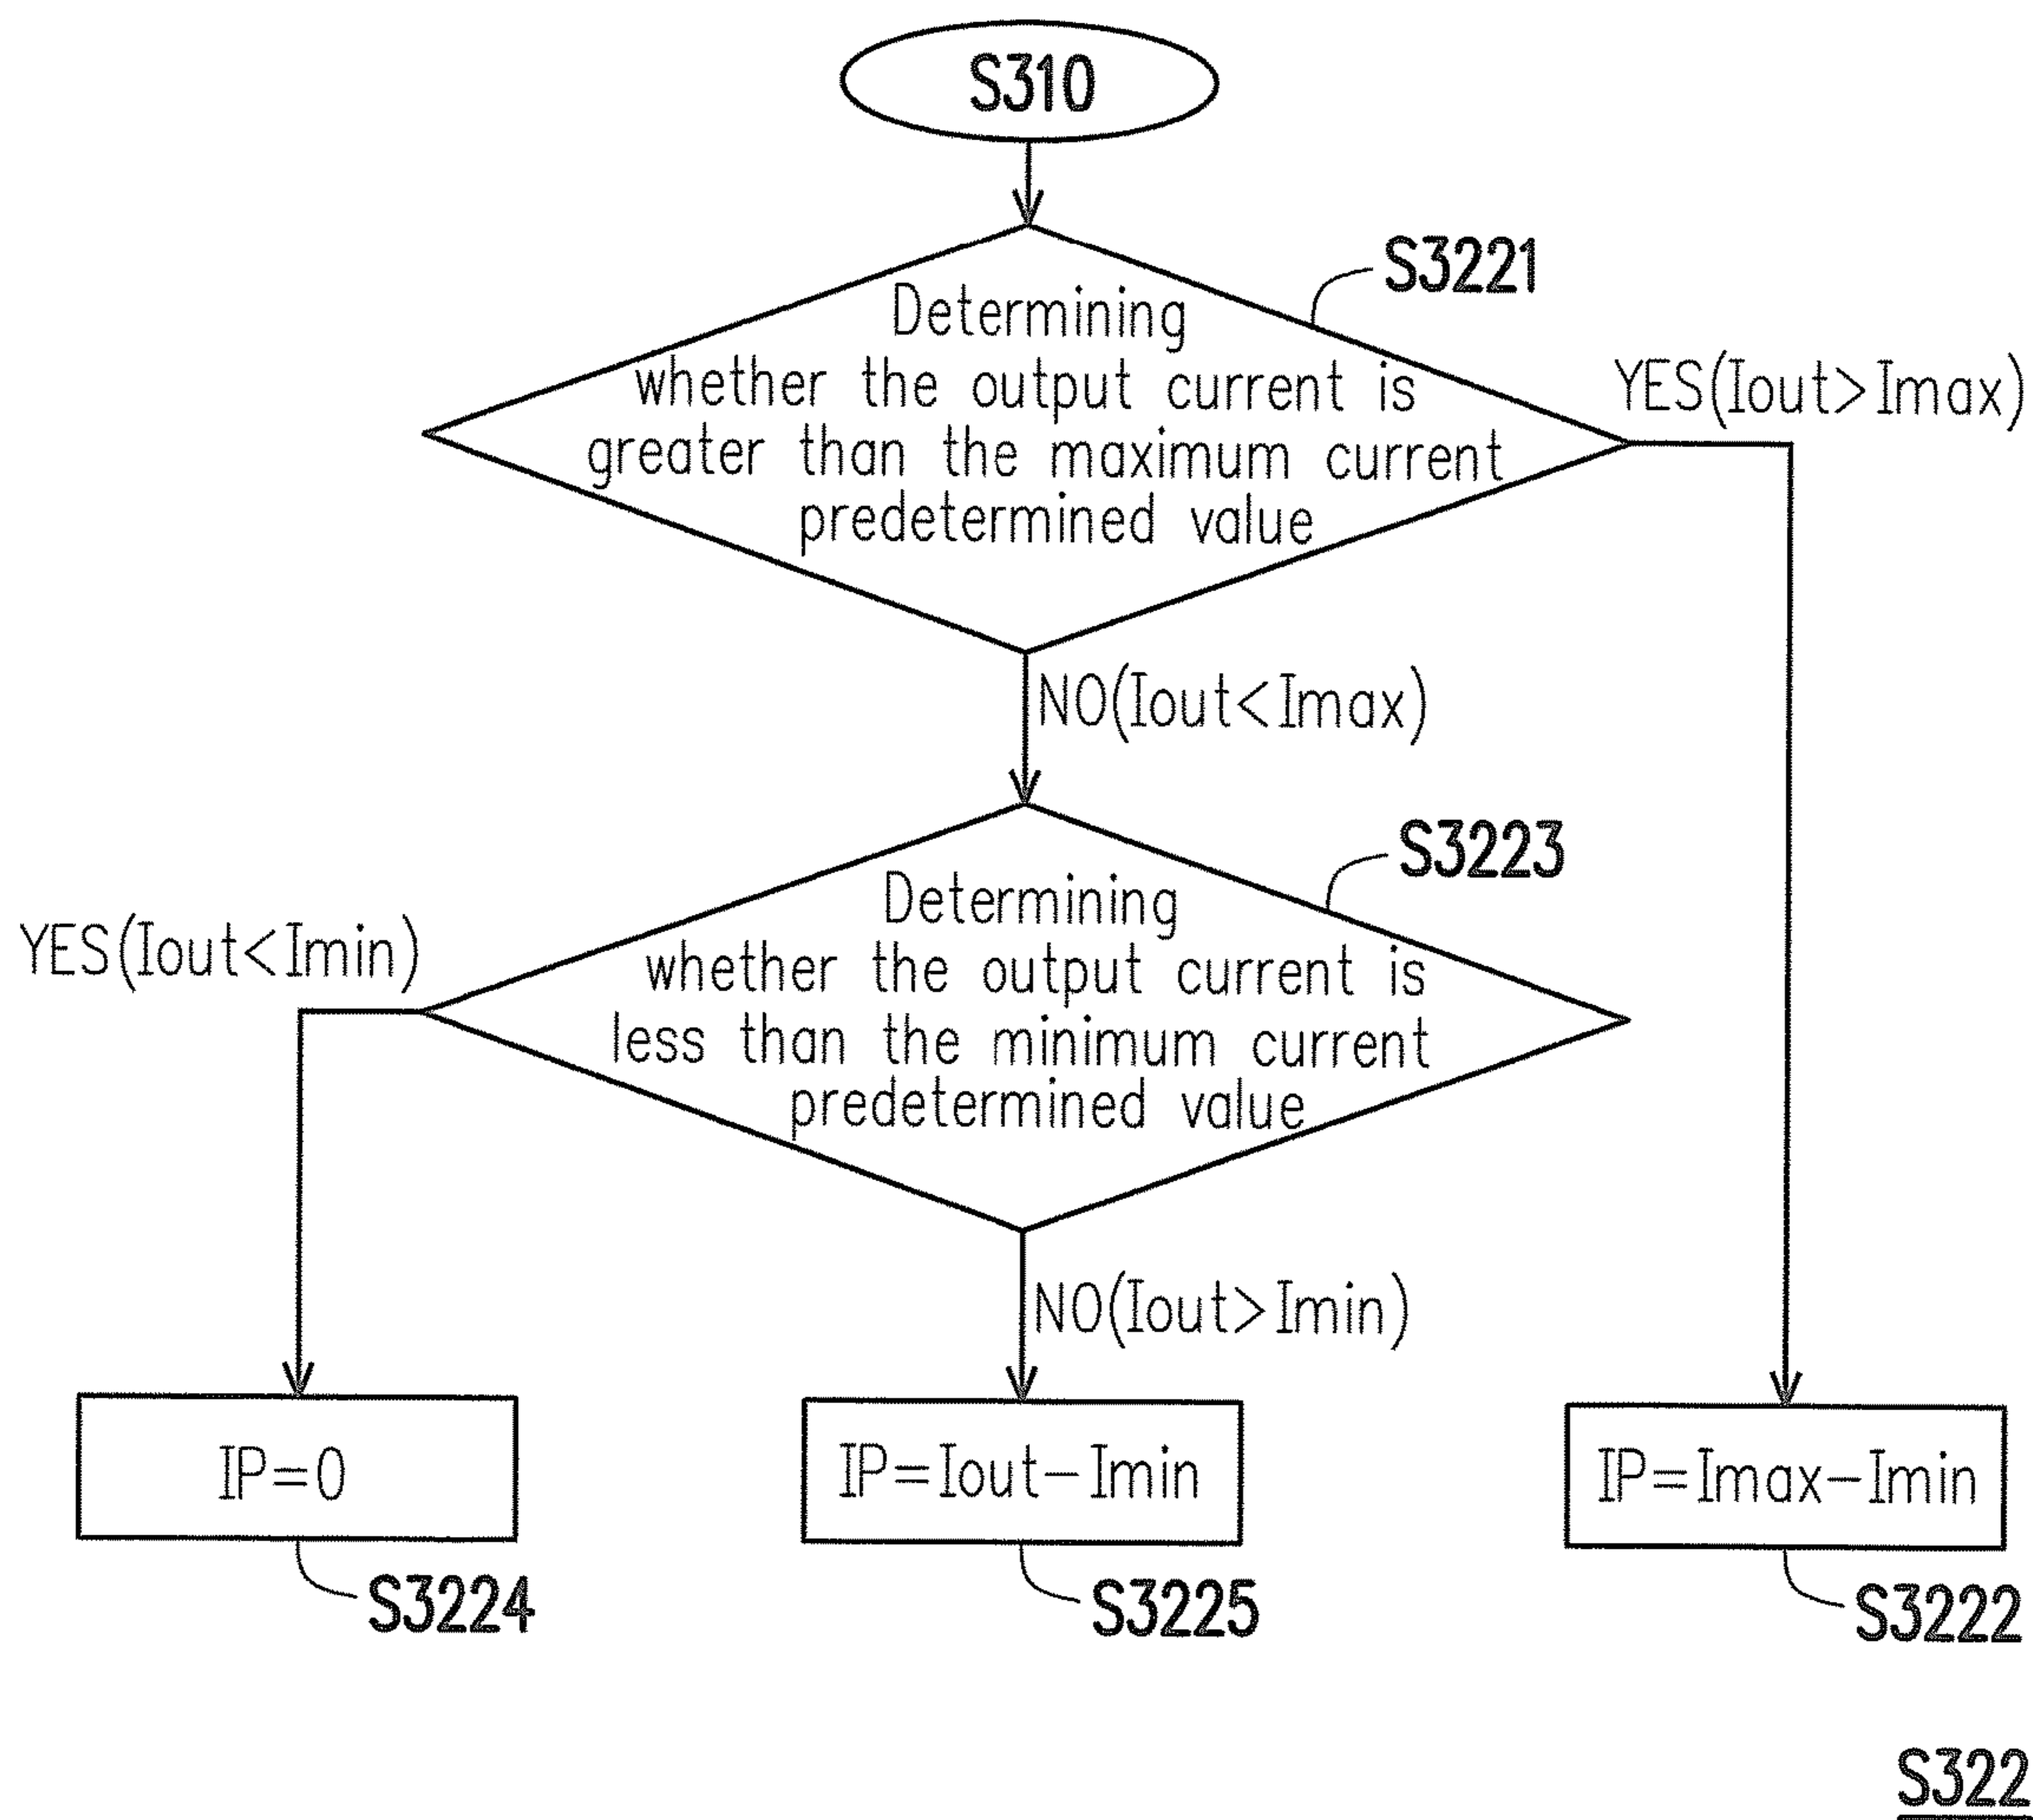 S310
S3221
Determining
whether the output current is
greater than the maximum current
predetermined value
YES(Iout>Imax)
NO(Iout<Imax)
S3223
Determining
whether the output current is
less than the minimum current
predetermined value
YES(Iout<Imin)
NO(Iout>Imin)
IP=0
IP=Iout-Imin
IP=Imax-Imin
S3224
S3225
S3222
S322